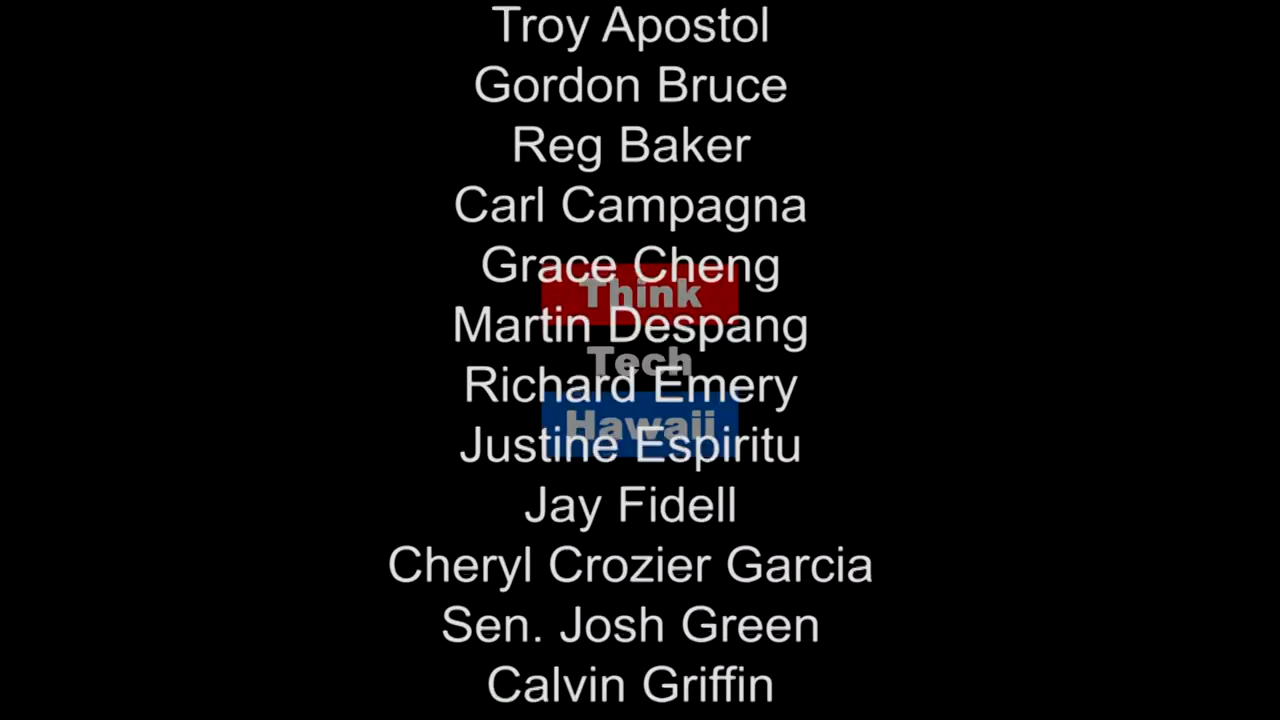 Troy Apostol
Gordon Bruce
Reg Baker
Carl Campagna
Grace Cheng
Think
Martin Despang
Tech
Richard Emery
Hawaii
Justine Espiritu
Jay Fidell
Cheryl Crozier Garcia
Sen. Josh Green
Calvin Griffin